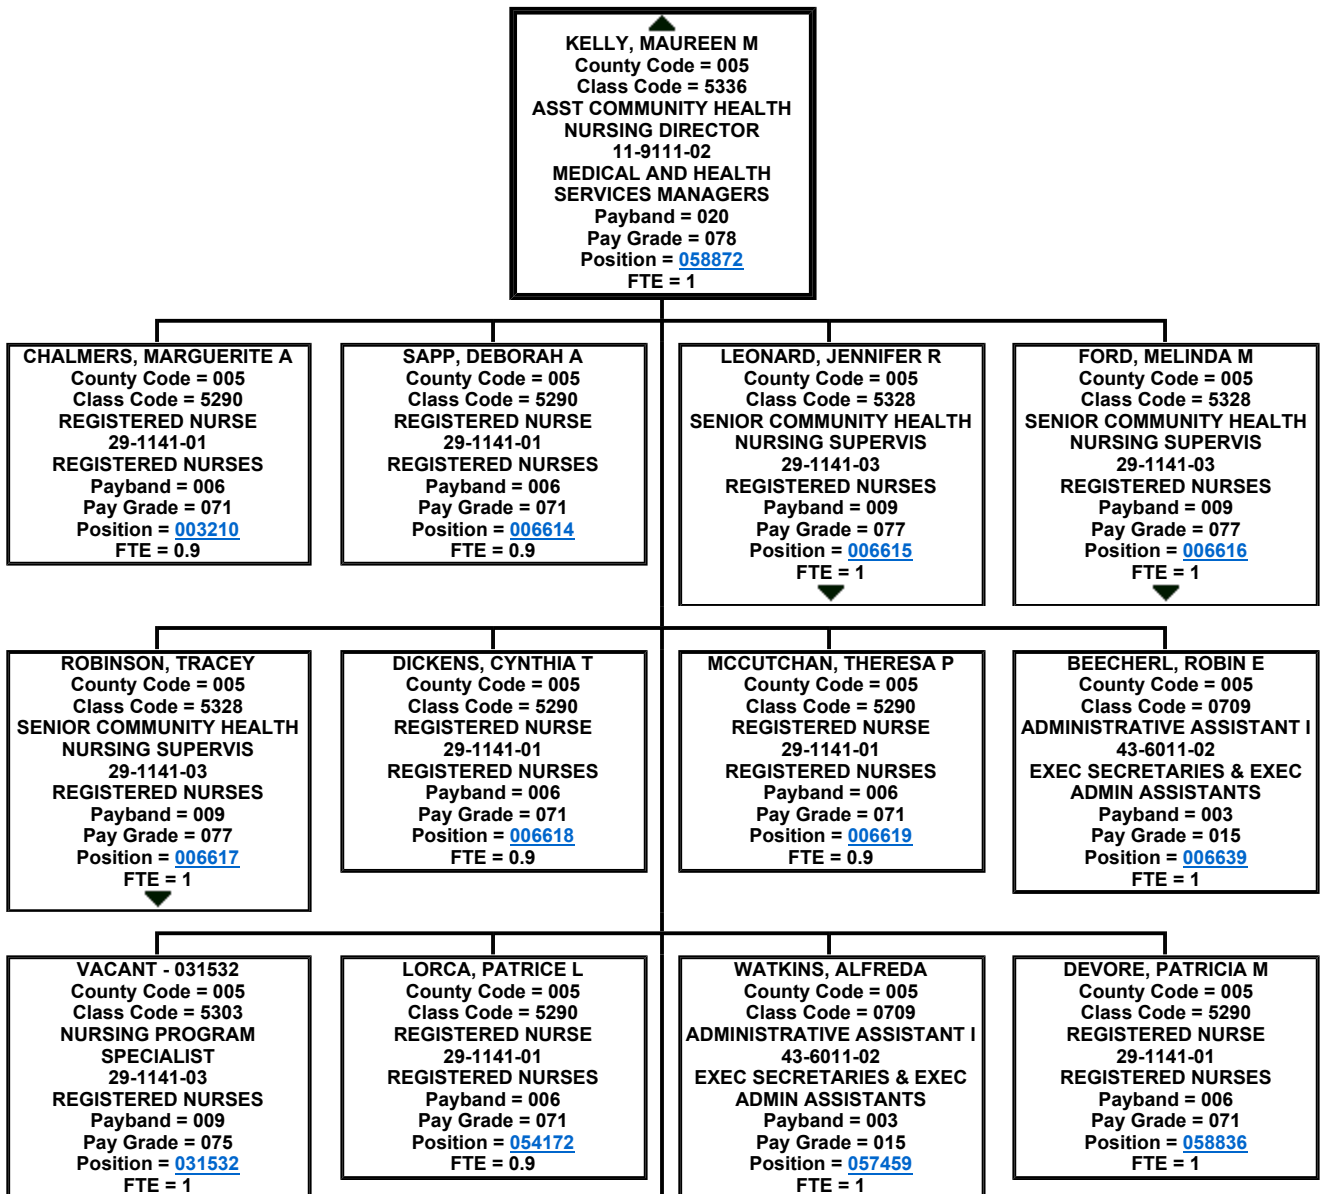 KELLY, MAUREEN M
County Code = 005
Class Code = 5336
ASST COMMUNITY HEALTH
NURSING DIRECTOR
11-9111-02
MEDICAL AND HEALTH
SERVICES MANAGERS
Payband = 020
Pay Grade = 078
Position = 058872
FTE = 1
CHALMERS, MARGUERITE A
County Code = 005
Class Code = 5290
REGISTERED NURSE
29-1141-01
REGISTERED NURSES
Payband = 006
Pay Grade = 071
Position = 003210
FTE = 0.9
SAPP, DEBORAH A
County Code = 005
Class Code = 5290
REGISTERED NURSE
29-1141-01
REGISTERED NURSES
Payband = 006
Pay Grade = 071
Position = 006614
FTE = 0.9
LEONARD, JENNIFER R
County Code = 005
Class Code = 5328
SENIOR COMMUNITY HEALTH
NURSING SUPERVIS
29-1141-03
REGISTERED NURSES
Payband = 009
Pay Grade = 077
Position = 006615
FTE = 1
FORD, MELINDA M
County Code = 005
Class Code = 5328
SENIOR COMMUNITY HEALTH
NURSING SUPERVIS
29-1141-03
REGISTERED NURSES
Payband = 009
Pay Grade = 077
Position = 006616
FTE = 1
ROBINSON, TRACEY
County Code = 005
Class Code = 5328
SENIOR COMMUNITY HEALTH
NURSING SUPERVIS
29-1141-03
REGISTERED NURSES
Payband = 009
Pay Grade = 077
Position = 006617
FTE = 1
DICKENS, CYNTHIA T
County Code = 005
Class Code = 5290
REGISTERED NURSE
29-1141-01
REGISTERED NURSES
Payband = 006
Pay Grade = 071
Position = 006618
FTE = 0.9
MCCUTCHAN, THERESA P
County Code = 005
Class Code = 5290
REGISTERED NURSE
29-1141-01
REGISTERED NURSES
Payband = 006
Pay Grade = 071
Position = 006619
FTE = 0.9
BEECHERL, ROBIN E
County Code = 005
Class Code = 0709
ADMINISTRATIVE ASSISTANT I
43-6011-02
EXEC SECRETARIES & EXEC
ADMIN ASSISTANTS
Payband = 003
Pay Grade = 015
Position = 006639
FTE = 1
VACANT - 031532
County Code = 005
Class Code = 5303
NURSING PROGRAM
SPECIALIST
29-1141-03
REGISTERED NURSES
Payband = 009
Pay Grade = 075
Position = 031532
FTE = 1
LORCA, PATRICE L
County Code = 005
Class Code = 5290
REGISTERED NURSE
29-1141-01
REGISTERED NURSES
Payband = 006
Pay Grade = 071
Position = 054172
FTE = 0.9
WATKINS, ALFREDA
County Code = 005
Class Code = 0709
ADMINISTRATIVE ASSISTANT I
43-6011-02
EXEC SECRETARIES & EXEC
ADMIN ASSISTANTS
Payband = 003
Pay Grade = 015
Position = 057459
FTE = 1
DEVORE, PATRICIA M
County Code = 005
Class Code = 5290
REGISTERED NURSE
29-1141-01
REGISTERED NURSES
Payband = 006
Pay Grade = 071
Position = 058836
FTE = 1